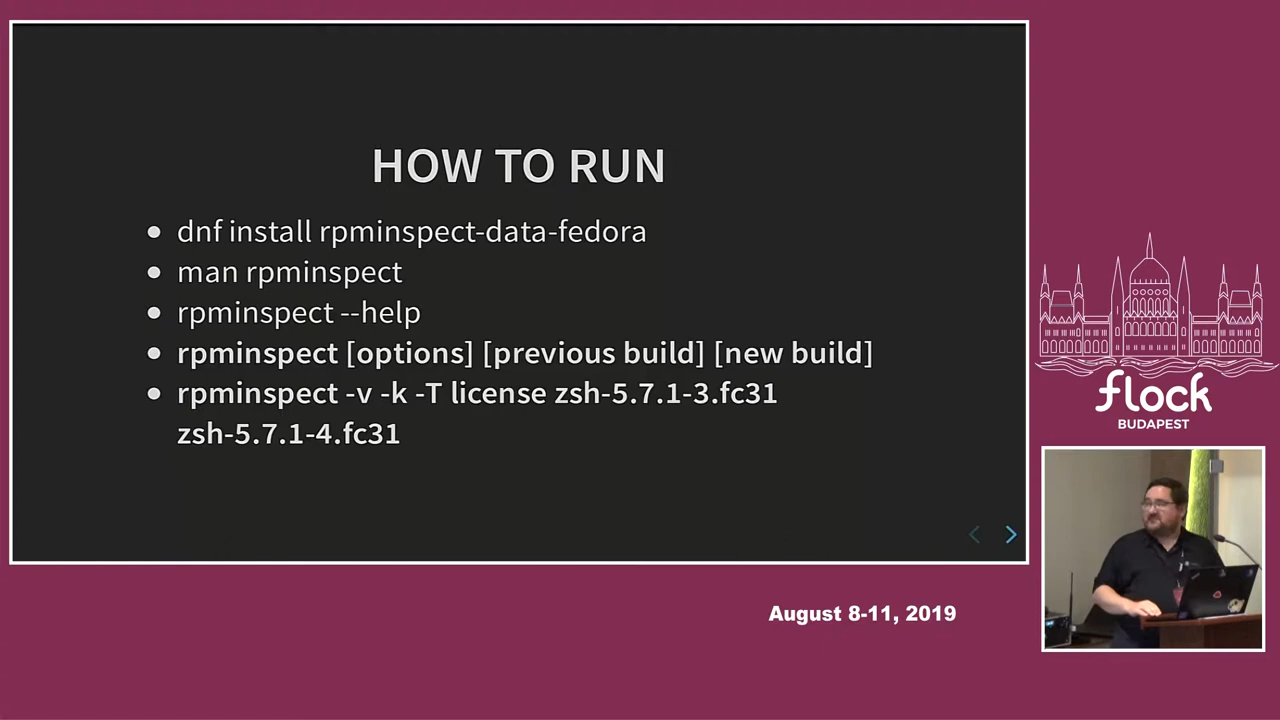 HOW TO RUN
dnf install rpminspect-data-fedora
man rpminspect
rpminspect --help
rpminspect [options] [previous build] [new build]
rpminspect -v -k -T license zsh-5.7.1-3.fc31
zsh-5.7.1-4.fc31
flock
BUDAPEST
August 8-11, 2019